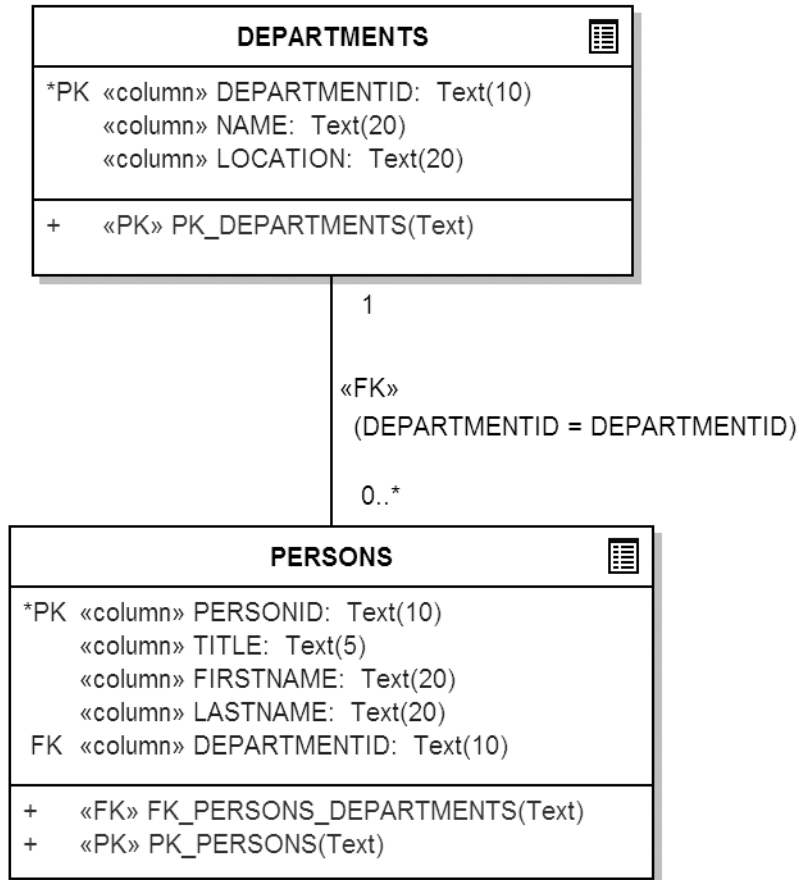 DEPARTMENTS
*PK «column» DEPARTMENTID: Text(10)
«column» NAME: Text(20)
«column» LOCATION: Text(20)
+ «PK» PK_DEPARTMENTS(Text)
1
«FK»
(DEPARTMENTID = DEPARTMENTID)
0..*
PERSONS
*PK «column» PERSONID: Text(10)
«column» TITLE: Text(5)
«column» FIRSTNAME: Text(20)
«column» LASTNAME: Text(20)
FK «column» DEPARTMENTID: Text(10)
+ «FK» FK_PERSONS_DEPARTMENTS(Text)
+ «PK» PK_PERSONS(Text)